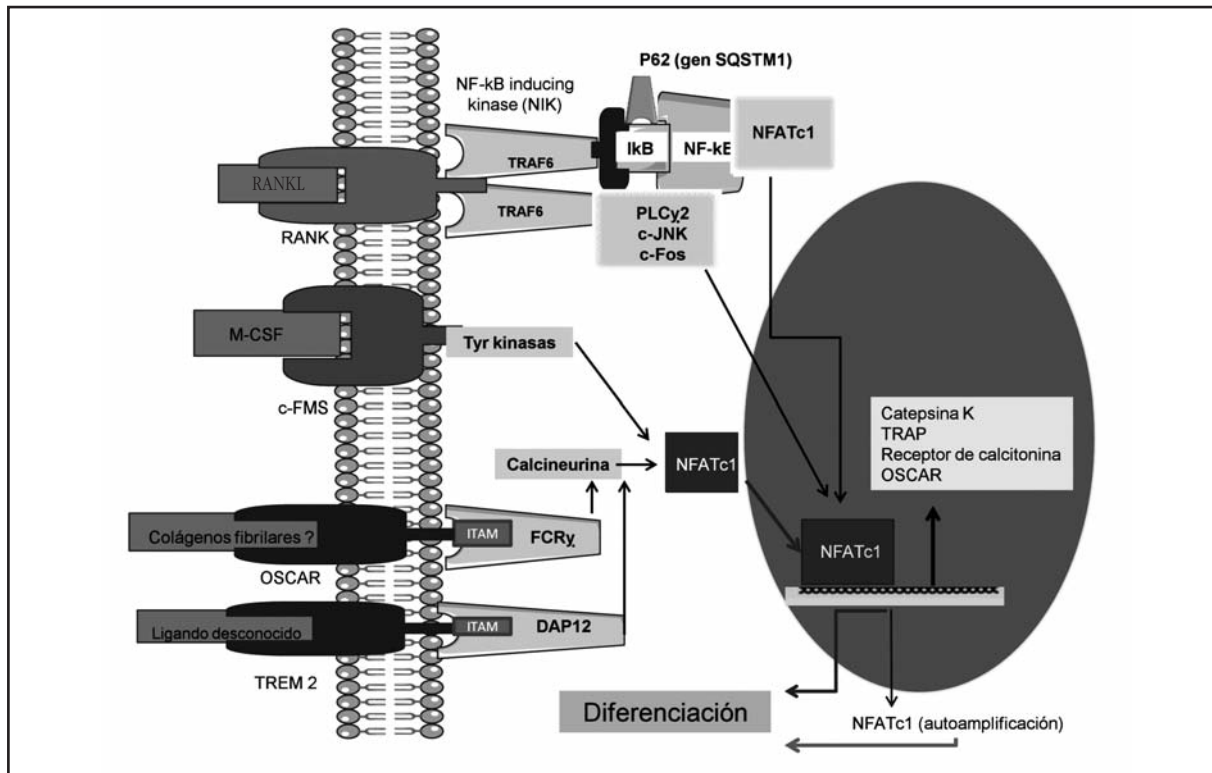 P62 (gen SQSTM1)
NF-kB inducing
kinase (NIK)
TRAF6
IkB
NF-kB
NFATc1
RANKL
RANK
TRAF6
PLCχ2
c-JNK
c-Fos
M-CSF
c-FMS
Tyr kinasas
Calcineurina
NFATc1
Catepsina K
TRAP
Receptor de calcitonina
OSCAR
NFATc1
Colágenos fibrilares ?
OSCAR
ITAM
FCRχ
Ligando desconocido
TREM 2
ITAM
DAP12
Diferenciación
NFATc1 (autoamplificación)